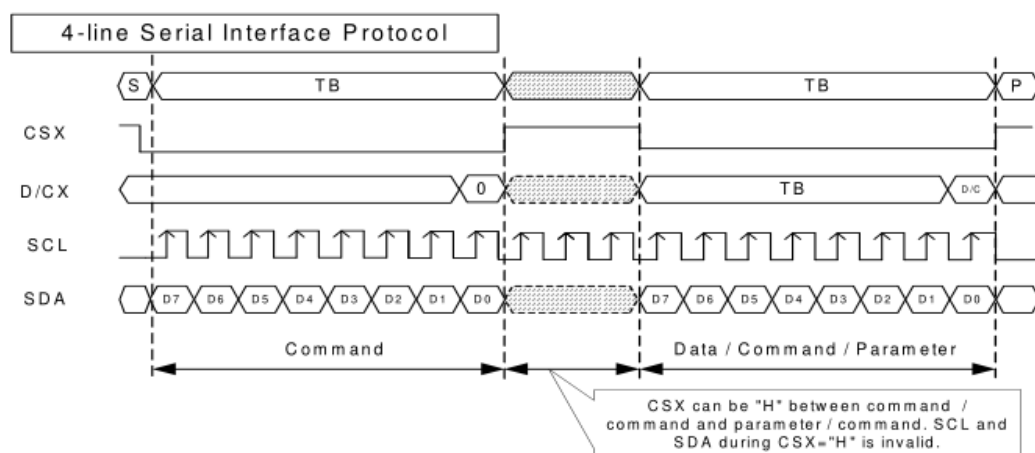 4-line Serial Interface Protocol
S TB TB P
CSX
D/CX 0 TB D/C
SCL
SDA D7 D6 D5 D4 D3 D2 D1 D0 D7 D6 D5 D4 D3 D2 D1 D0
Command Data / Command / Parameter
CSX can be "H" between command /
command and parameter / command. SCL and
SDA during CSX="H" is invalid.